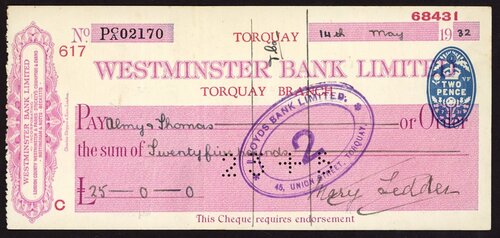 68431
No P C/A 02170
617
TORQUAY 14th May 1932
WESTMINSTER BANK LIMITED
TORQUAY BRANCH
TWO PENCE
PAY Almy & Thomas or Order
the sum of Twenty five pounds
LLOYDS BANK LIMITED.
2
45, UNION STREET, TORQUAY.
£25-0-0
Mary Ledder
C
This Cheque requires endorsement
WESTMINSTER BANK LIMITED